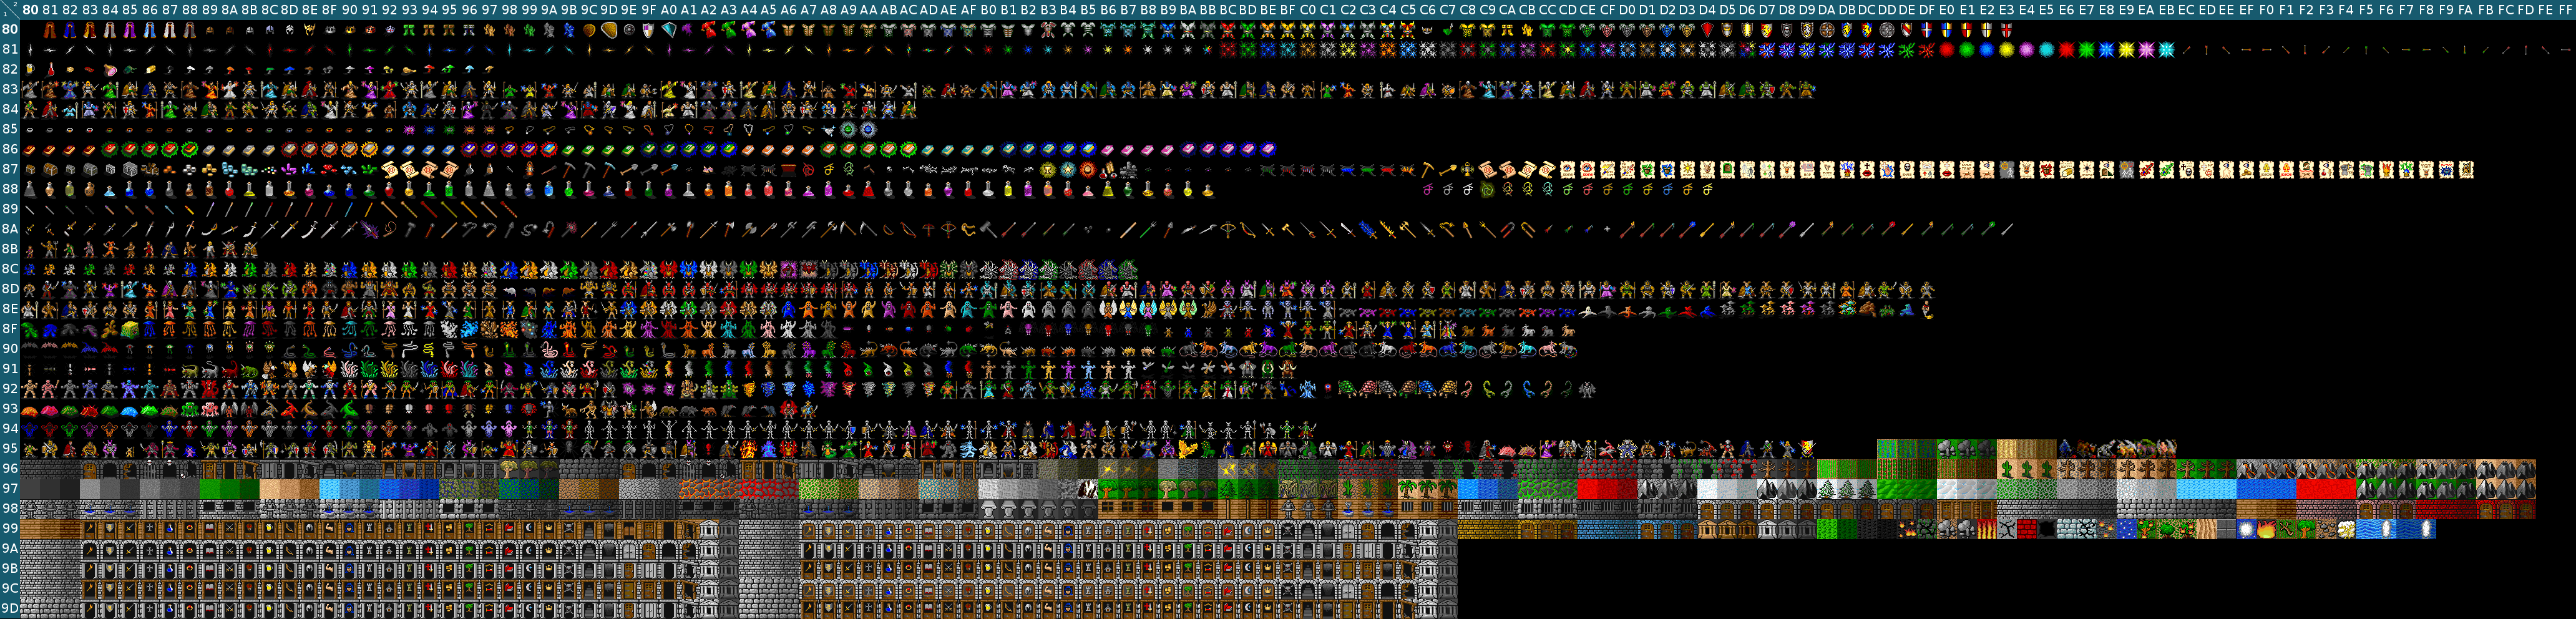 1 2 80 81 82 83 84 85 86 87 88 89 8A 8B 8C 8D 8E 8F 90 91 92 93 94 95 96 97 98 99 9A 9B 9C 9D 9E 9F A0 A1 A2 A3 A4 A5 A6 A7 A8 A9 AA AB AC AD AE AF B0 B1 B2 B3 B4 B5 B6 B7 B8 B9 BA BB BC BD BE BF C0 C1 C2 C3 C4 C5 C6 C7 C8 C9 CA CB CC CD CE CF D0 D1 D2 D3 D4 D5 D6 D7 D8 D9 DA DB DC DD DE DF E0 E1 E2 E3 E4 E5 E6 E7 E8 E9 EA EB EC ED EE EF F0 F1 F2 F3 F4 F5 F6 F7 F8 F9 FA FB FC FD FE FF
80
81
82
83
84
85
86
87
88
89
8A
8B
8C
8D
8E
8F
90
91
92
93
94
95
96
97
98
99
9A
9B
9C
9D